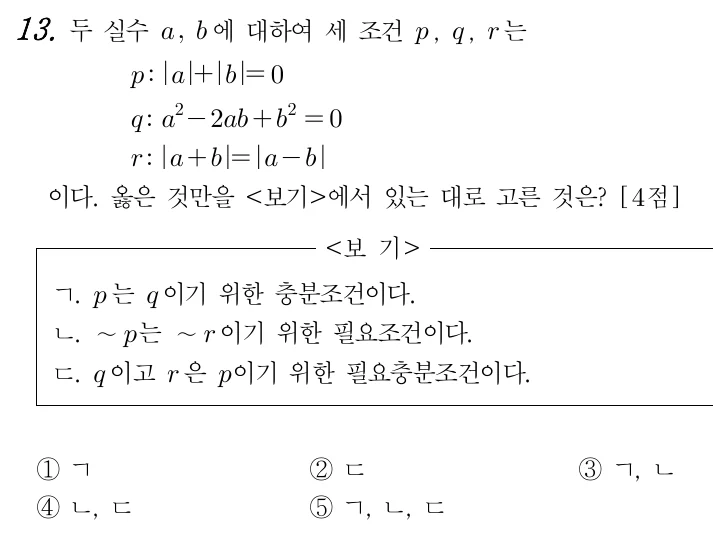 13. 두 실수 a, b에 대하여 세 조건 p, q, r는
p: |a|+|b|=0
q: a²-2ab+b²=0
r: |a+b|=|a-b|
이다. 옳은 것만을 <보기>에서 있는 대로 고른 것은? [4점]
<보 기>
ㄱ. p는 q이기 위한 충분조건이다.
ㄴ. ~p는 ~r이기 위한 필요조건이다.
ㄷ. q이고 r은 p이기 위한 필요충분조건이다.
① ㄱ ② ㄷ ③ ㄱ, ㄴ
④ ㄴ, ㄷ ⑤ ㄱ, ㄴ, ㄷ